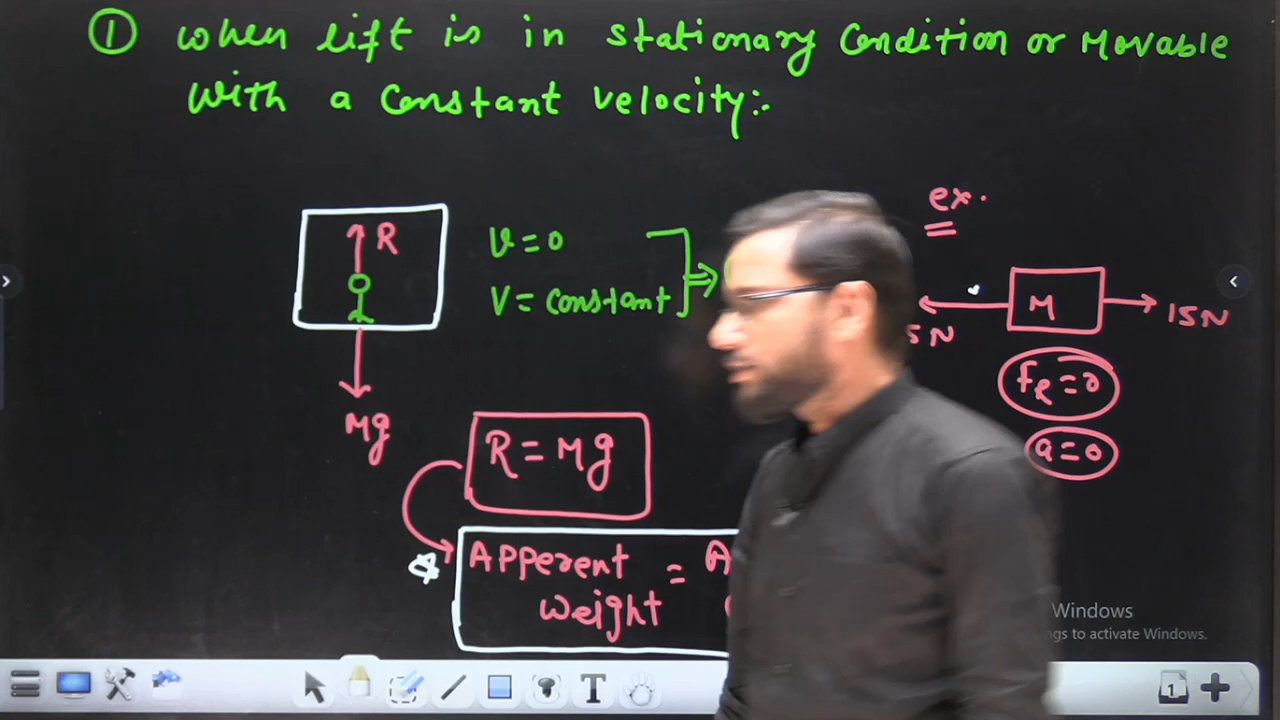 ① When lift is in stationary Condition or Movable
with a Constant velocity:-
ex.
R
V=0
V=Constant
M
5N
15N
FR=0
Mg
R=Mg
a=0
Apperent
=
Weight
Windows
ngs to activate Windows.
1
T